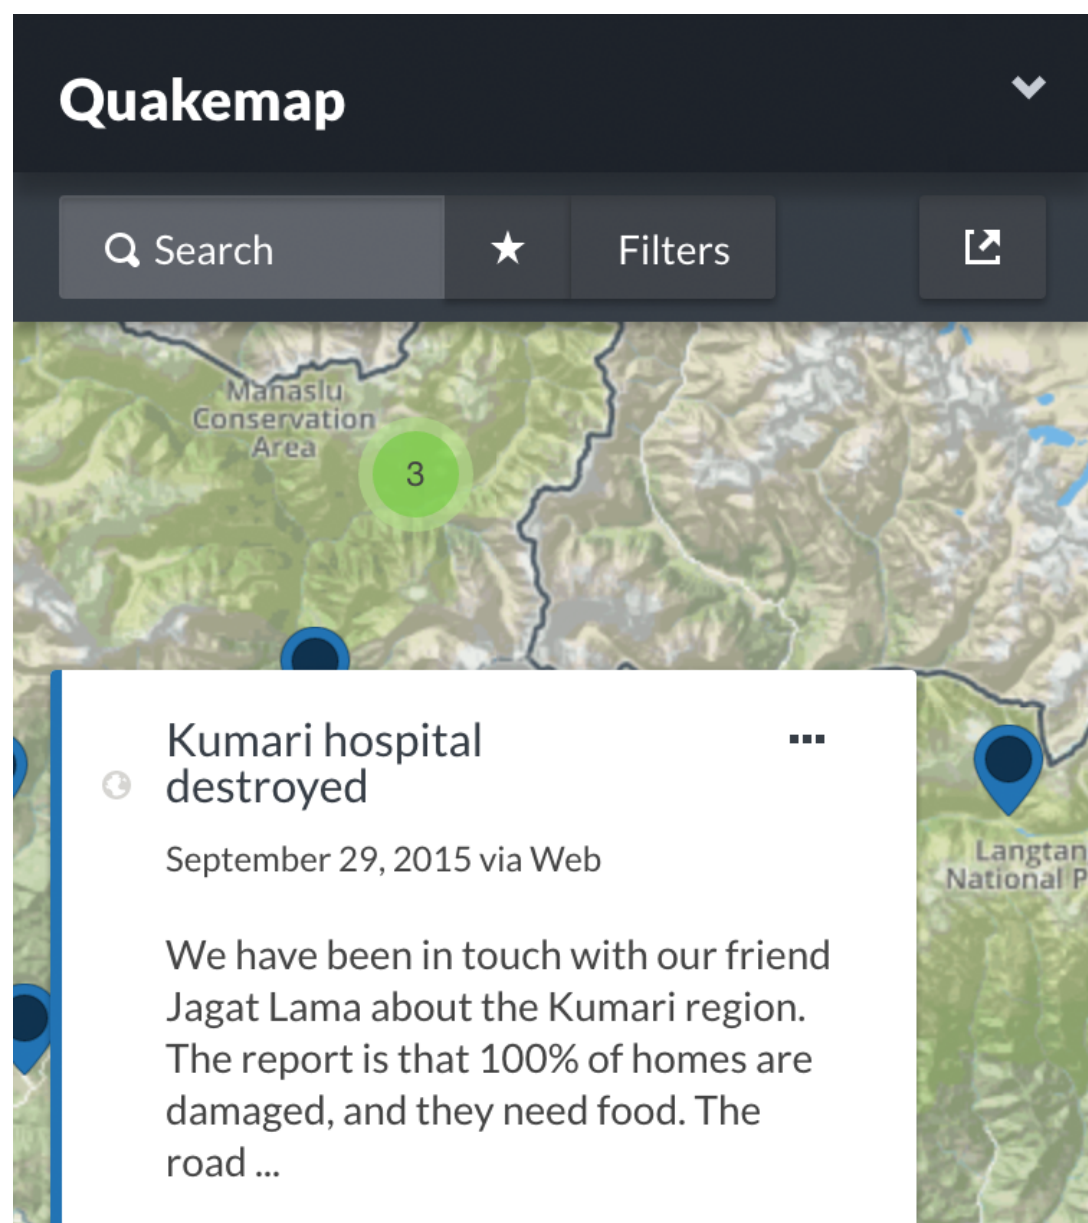 Quakemap
Search
Filters
Manaslu
Conservation
Area
3
Kumari hospital
destroyed
September 29, 2015 via Web
We have been in touch with our friend
Jagat Lama about the Kumari region.
The report is that 100% of homes are
damaged, and they need food. The
road ...
Langtan
National P